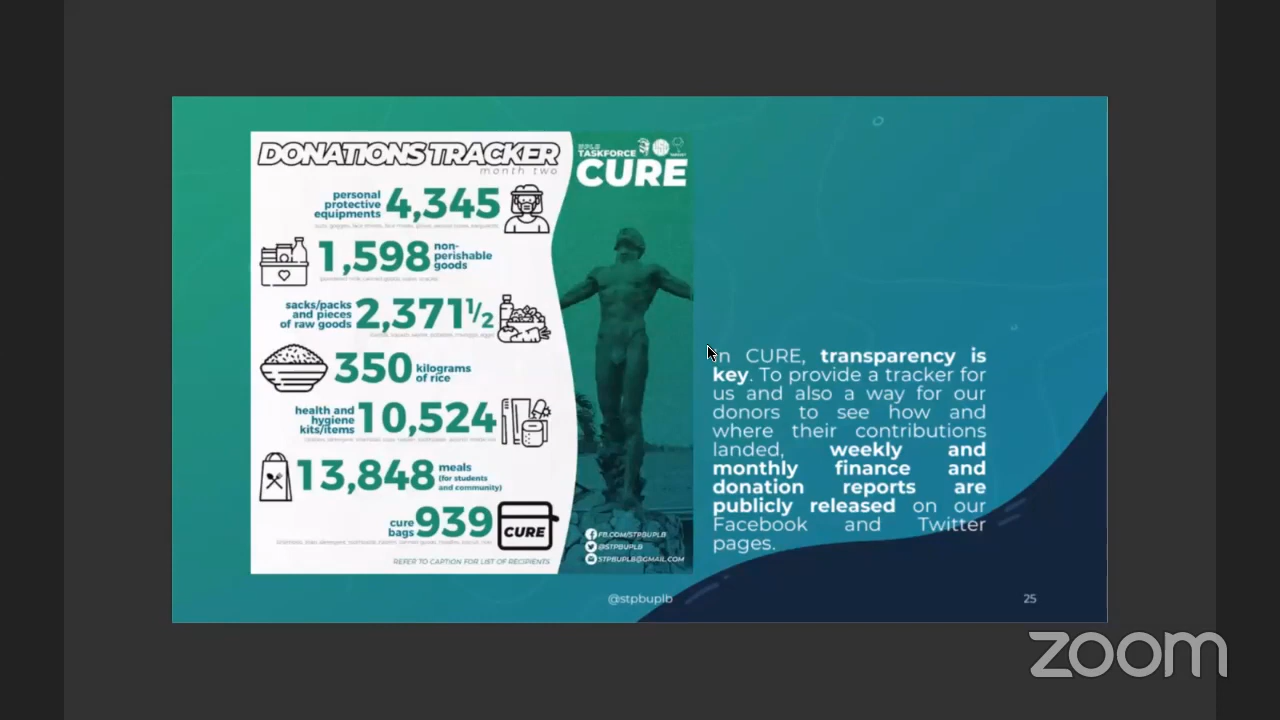 DONATIONS TRACKER
month two
personal
protective
equipments
4,345
1,598
non-
perishable
goods
sacks/packs
and pieces
of raw goods
2,371½
350
kilograms
of rice
health and
hygiene
kits/items
10,524
13,848
meals
(for students
and community)
cure
bags
939
CURE
REFER TO CAPTION FOR LIST OF RECIPIENTS
UPLB
TASKFORCE
CURE
FB.COM/STPBUPLB
@STPBUPLB
STPBUPLB@GMAIL.COM
In CURE, transparency is
key. To provide a tracker for
us and also a way for our
donors to see how and
where their contributions
landed, weekly and
monthly finance and
donation reports are
publicly released on our
Facebook and Twitter
pages.
@stpbuplb
25
zoom